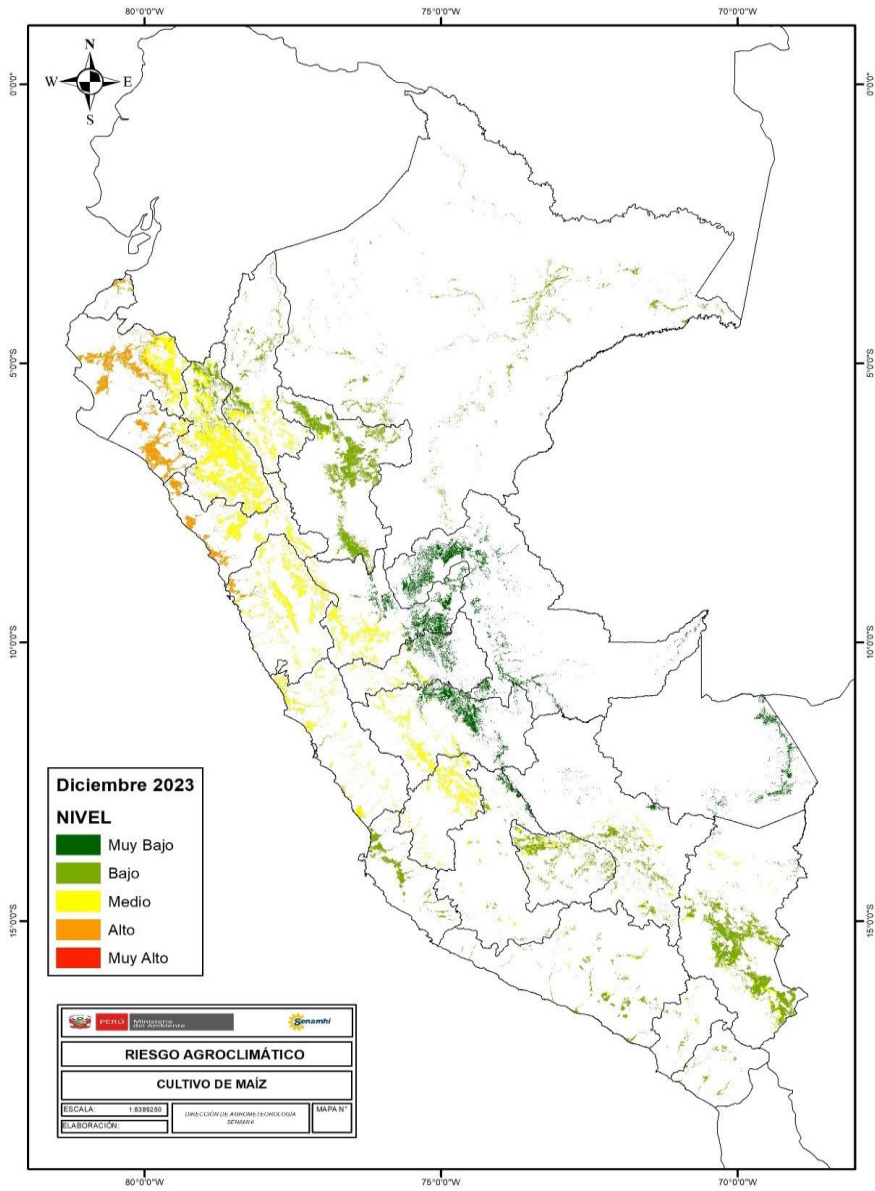 80°0'0"W 75°0'0"W 70°0'0"W
N
W E
S
0°0'0" 0°0'0"
5°0'0"S 5°0'0"S
10°0'0"S 10°0'0"S
15°0'0"S 15°0'0"S
Diciembre 2023
NIVEL
Muy Bajo
Bajo
Medio
Alto
Muy Alto
PERÚ Ministerio
del Ambiente
Senamhi
RIESGO AGROCLIMÁTICO
CULTIVO DE MAÍZ
ESCALA: 1:6389250
DIRECCIÓN DE AGROMETEOROLOGÍA
SENAMHI
MAPA N°
ELABORACIÓN:
80°0'0"W 75°0'0"W 70°0'0"W